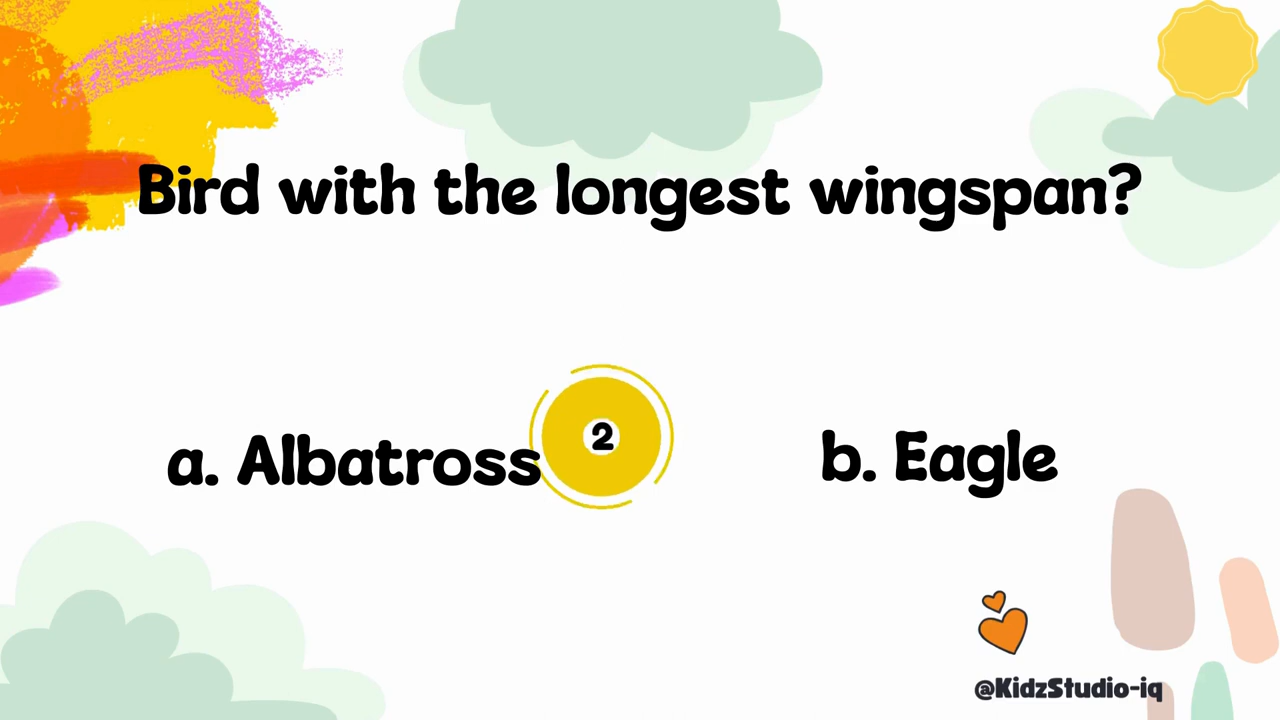 Bird with the longest wingspan?
a. Albatross
2
b. Eagle
@KidzStudio-iq